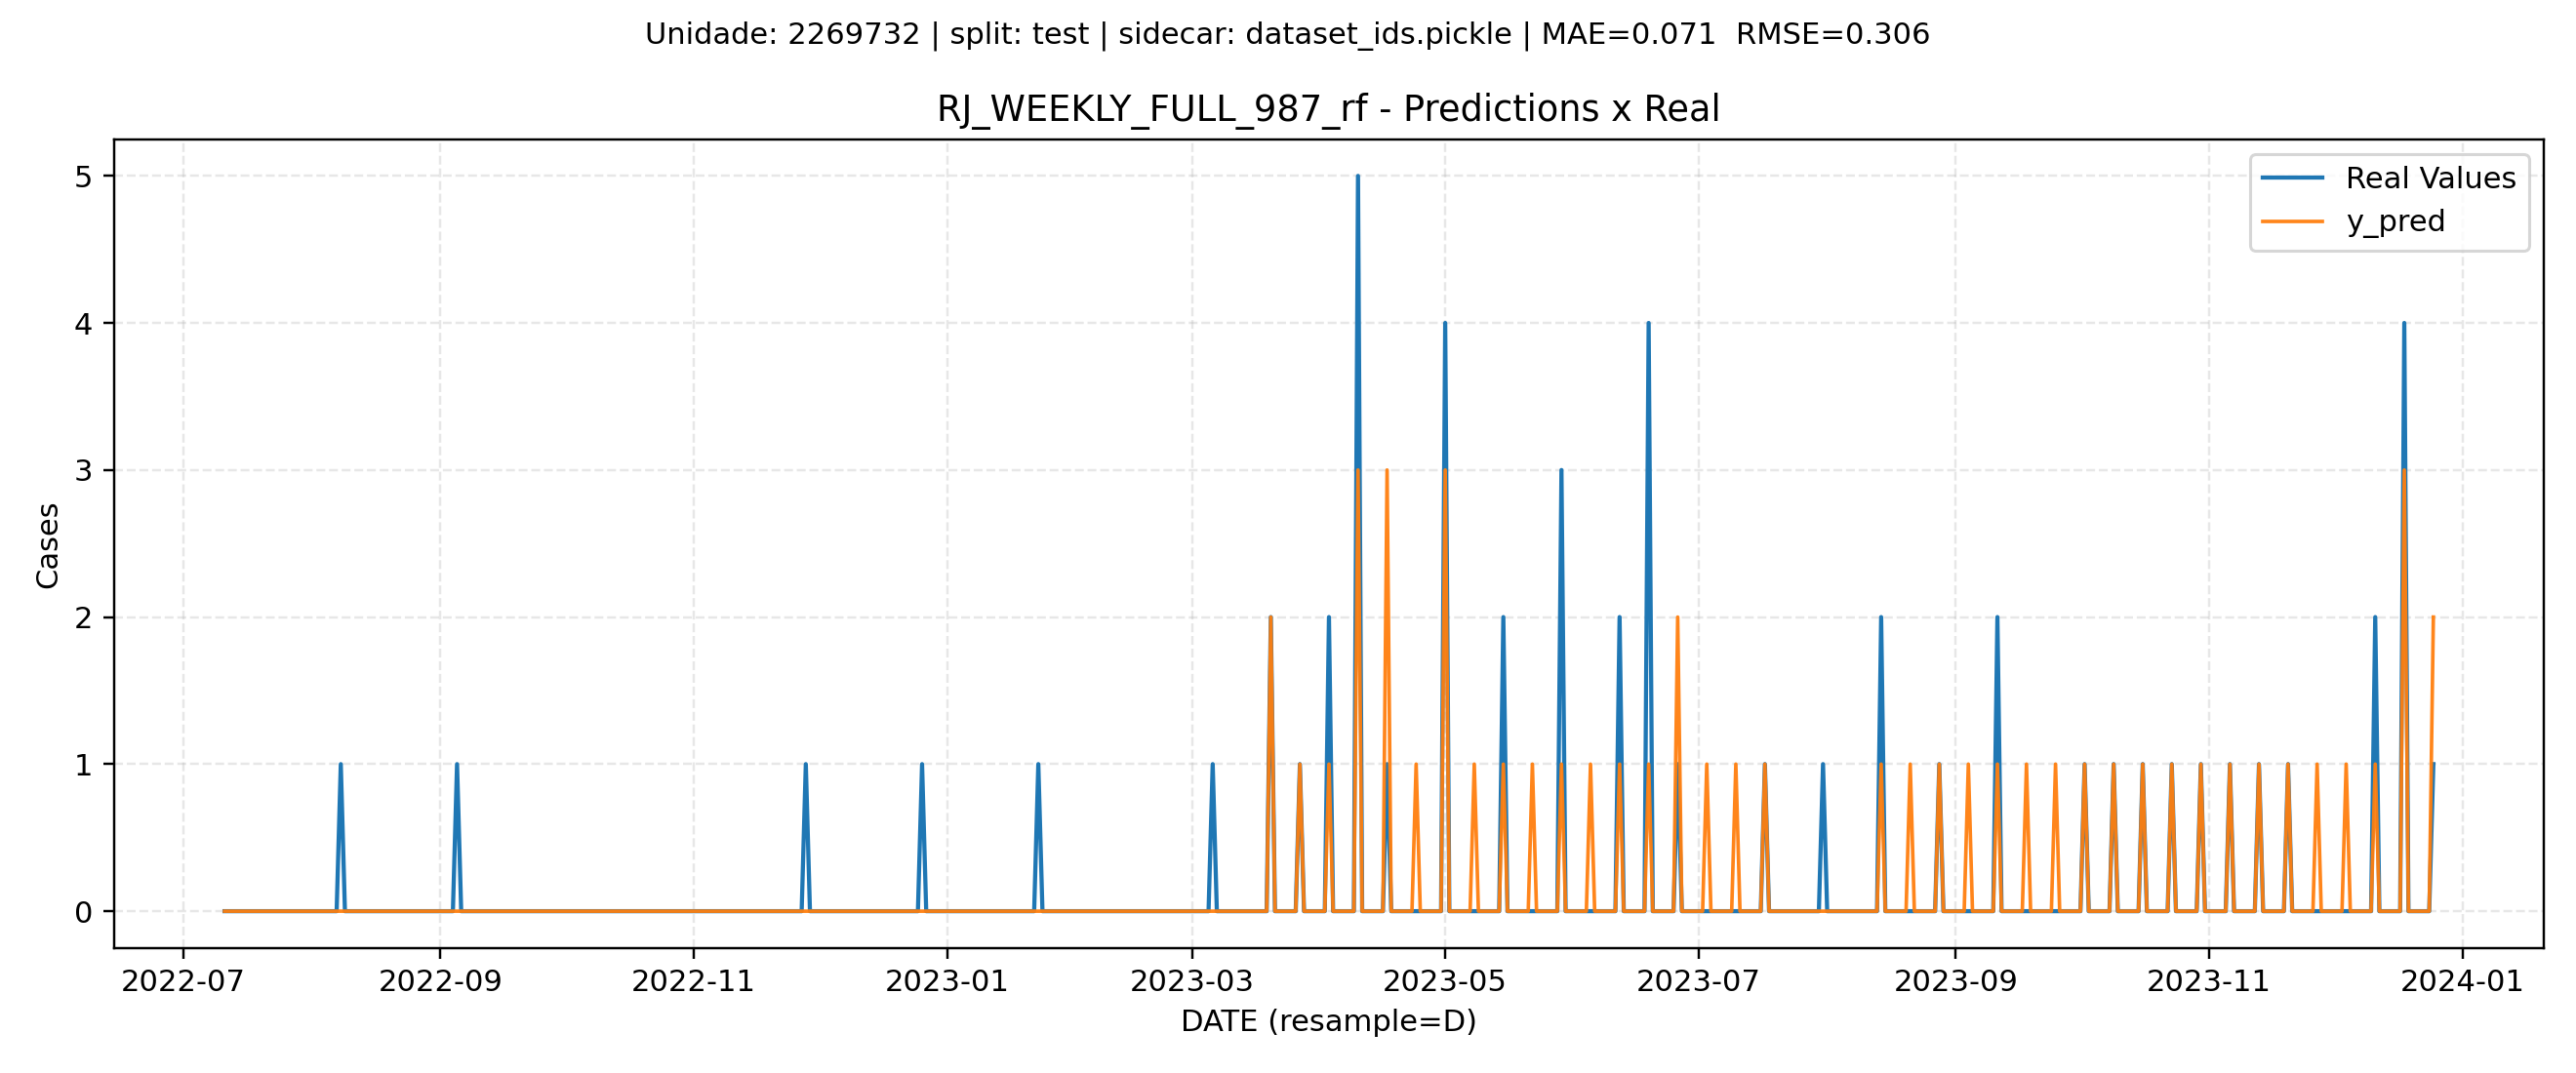 Unidade: 2269732 | split: test | sidecar: dataset_ids.pickle | MAE=0.071  RMSE=0.306
RJ_WEEKLY_FULL_987_rf - Predictions x Real
Real Values
y_pred
5
4
3
2
1
0
Cases
2022-07 2022-09 2022-11 2023-01 2023-03 2023-05 2023-07 2023-09 2023-11 2024-01
DATE (resample=D)